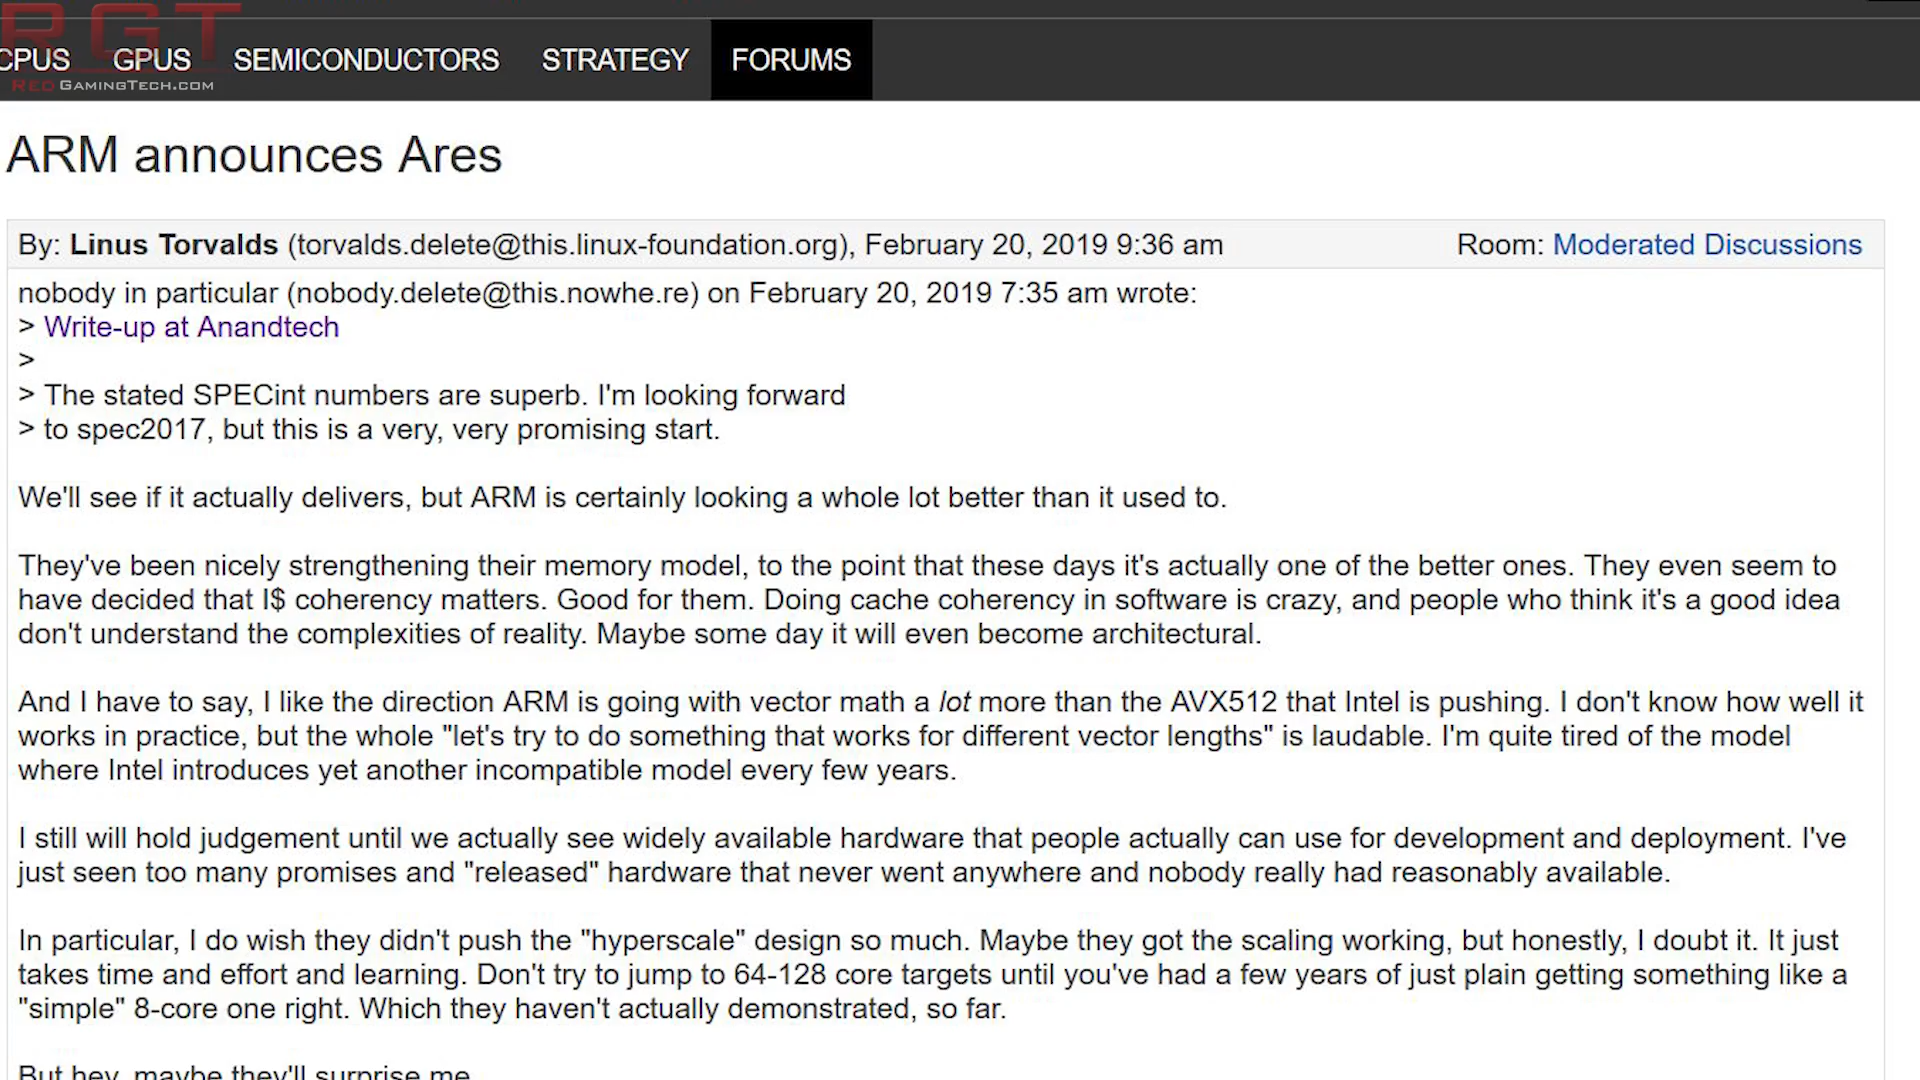 RGT
RedGamingTech.com
CPUS GPUS SEMICONDUCTORS STRATEGY FORUMS
ARM announces Ares
By: Linus Torvalds (torvalds.delete@this.linux-foundation.org), February 20, 2019 9:36 am Room: Moderated Discussions
nobody in particular (nobody.delete@this.nowhe.re) on February 20, 2019 7:35 am wrote:
> Write-up at Anandtech
>
> The stated SPECint numbers are superb. I'm looking forward
> to spec2017, but this is a very, very promising start.
We'll see if it actually delivers, but ARM is certainly looking a whole lot better than it used to.
They've been nicely strengthening their memory model, to the point that these days it's actually one of the better ones. They even seem to
have decided that I$ coherency matters. Good for them. Doing cache coherency in software is crazy, and people who think it's a good idea
don't understand the complexities of reality. Maybe some day it will even become architectural.
And I have to say, I like the direction ARM is going with vector math a lot more than the AVX512 that Intel is pushing. I don't know how well it
works in practice, but the whole "let's try to do something that works for different vector lengths" is laudable. I'm quite tired of the model
where Intel introduces yet another incompatible model every few years.
I still will hold judgement until we actually see widely available hardware that people actually can use for development and deployment. I've
just seen too many promises and "released" hardware that never went anywhere and nobody really had reasonably available.
In particular, I do wish they didn't push the "hyperscale" design so much. Maybe they got the scaling working, but honestly, I doubt it. It just
takes time and effort and learning. Don't try to jump to 64-128 core targets until you've had a few years of just plain getting something like a
"simple" 8-core one right. Which they haven't actually demonstrated, so far.
But hey, maybe they'll surprise me